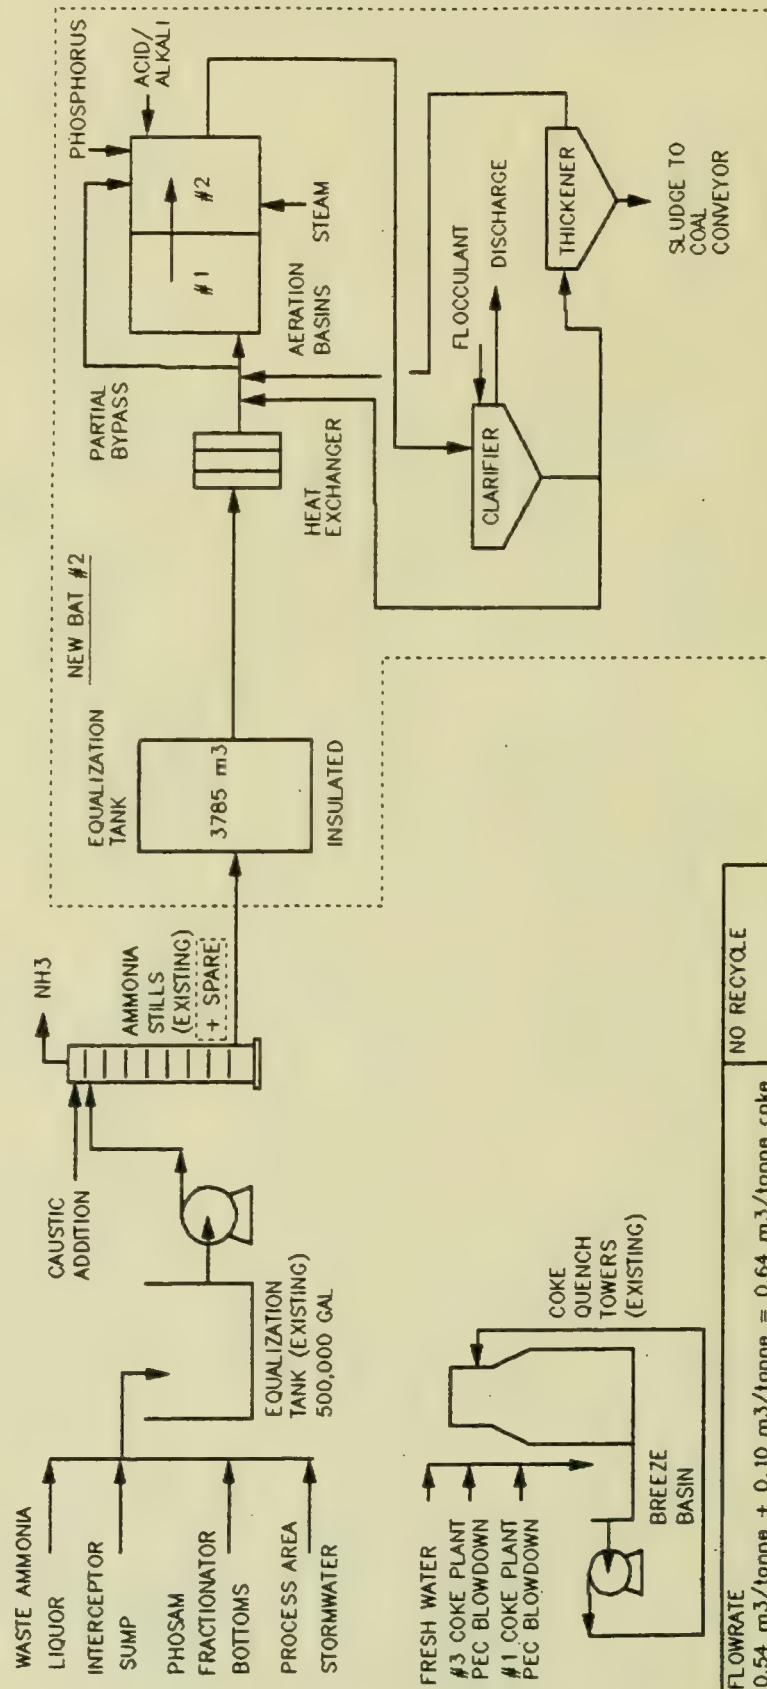 WASTE AMMONIA
LIQUOR
INTERCEPTOR
SUMP
PHOSAM
FRACTIONATOR
BOTTOMS
PROCESS AREA
STORMWATER
EQUALIZATION
TANK (EXISTING)
500,000 GAL
CAUSTIC
ADDITION
NH3
AMMONIA
STILLS
(EXISTING)
+ SPARE
EQUALIZATION
TANK
3785 m3
INSULATED
NEW BAT #2
HEAT
EXCHANGER
PARTIAL
BYPASS
AERATION
BASINS
#1
#2
PHOSPHORUS
ACID/
ALKALI
STEAM
CLARIFIER
FLOCCULANT
DISCHARGE
THICKENER
SLUDGE TO
COAL
CONVEYOR
FRESH WATER
#3 COKE PLANT
PEC BLOWDOWN
#1 COKE PLANT
PEC BLOWDOWN
BREEZE
BASIN
COKE
QUENCH
TOWERS
(EXISTING)
FLOWRATE
0.54 m3/tonne + 0.10 m3/tonne = 0.64 m3/tonne coke
NO RECYCLE